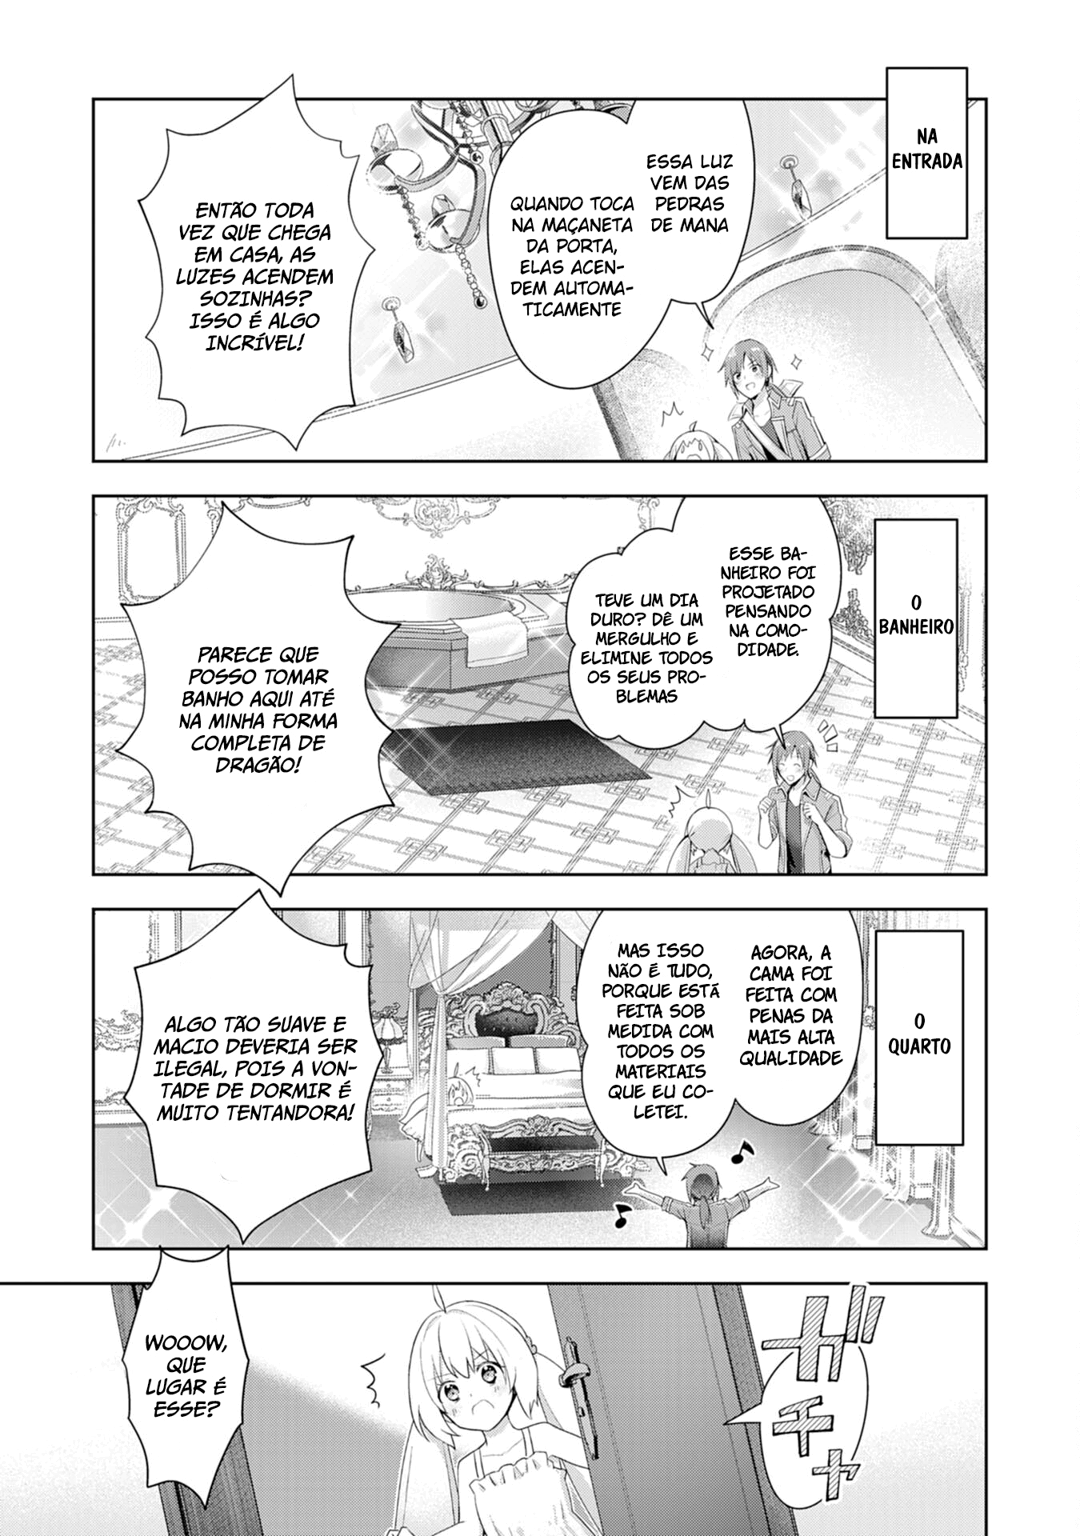 NA
ENTRADA
ESSA LUZ
VEM DAS
PEDRAS
DE MANA
QUANDO TOCA
NA MAÇANETA
DA PORTA,
ELAS ACEN-
DEM AUTOMA-
TICAMENTE
ENTÃO TODA
VEZ QUE CHEGA
EM CASA, AS
LUZES ACENDEM
SOZINHAS?
ISSO É ALGO
INCRÍVEL!
O
BANHEIRO
ESSE BA-
NHEIRO FOI
PROJETADO
PENSANDO
NA COMO-
DIDADE.
TEVE UM DIA
DURO? DÊ UM
MERGULHO E
ELIMINE TODOS
OS SEUS PRO-
BLEMAS
PARECE QUE
POSSO TOMAR
BANHO AQUI ATÉ
NA MINHA FORMA
COMPLETA DE
DRAGÃO!
O
QUARTO
AGORA, A
CAMA FOI
FEITA COM
PENAS DA
MAIS ALTA
QUALIDADE
MAS ISSO
NÃO É TUDO,
PORQUE ESTÁ
FEITA SOB
MEDIDA COM
TODOS OS
MATERIAIS
QUE EU CO-
LETEI.
ALGO TÃO SUAVE E
MACIO DEVERIA SER
ILEGAL, POIS A VON-
TADE DE DORMIR É
MUITO TENTANDORA!
ガチャ
WOOOW,
QUE
LUGAR É
ESSE?